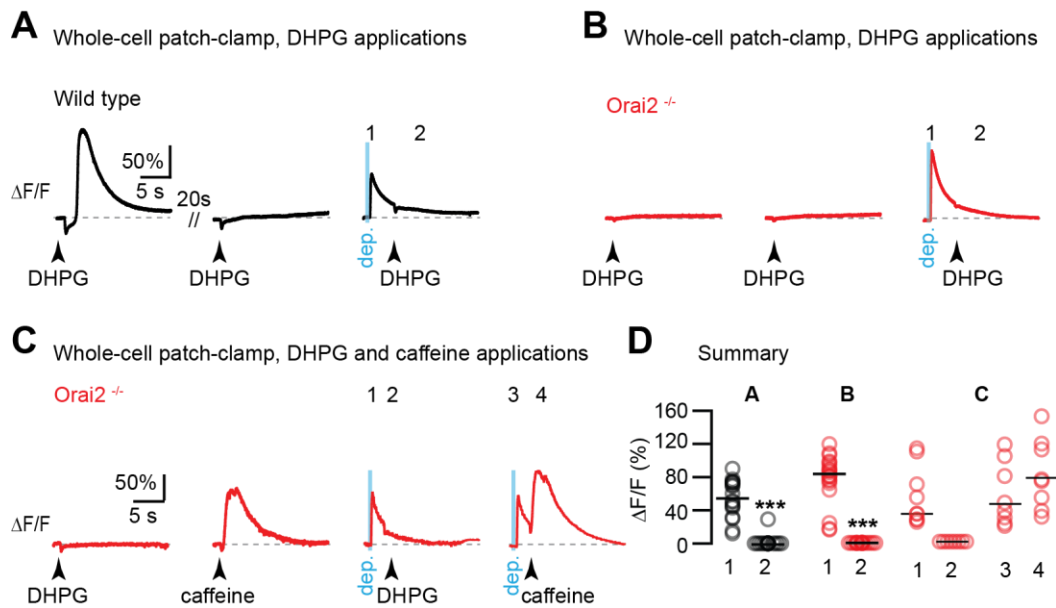 A Whole-cell patch-clamp, DHPG applications
Wild type
1 2
50%
5 s
ΔF/F
20s
//
dep.
DHPG DHPG DHPG
B Whole-cell patch-clamp, DHPG applications
Orai2 -/-
1 2
dep.
DHPG DHPG DHPG
C Whole-cell patch-clamp, DHPG and caffeine applications
Orai2 -/-
1 2 3 4
50%
5 s
ΔF/F
dep. dep.
DHPG caffeine DHPG caffeine
D Summary
A B C
160
120
80
40
0
ΔF/F (%)
*** ***
1 2 1 2 1 2 3 4